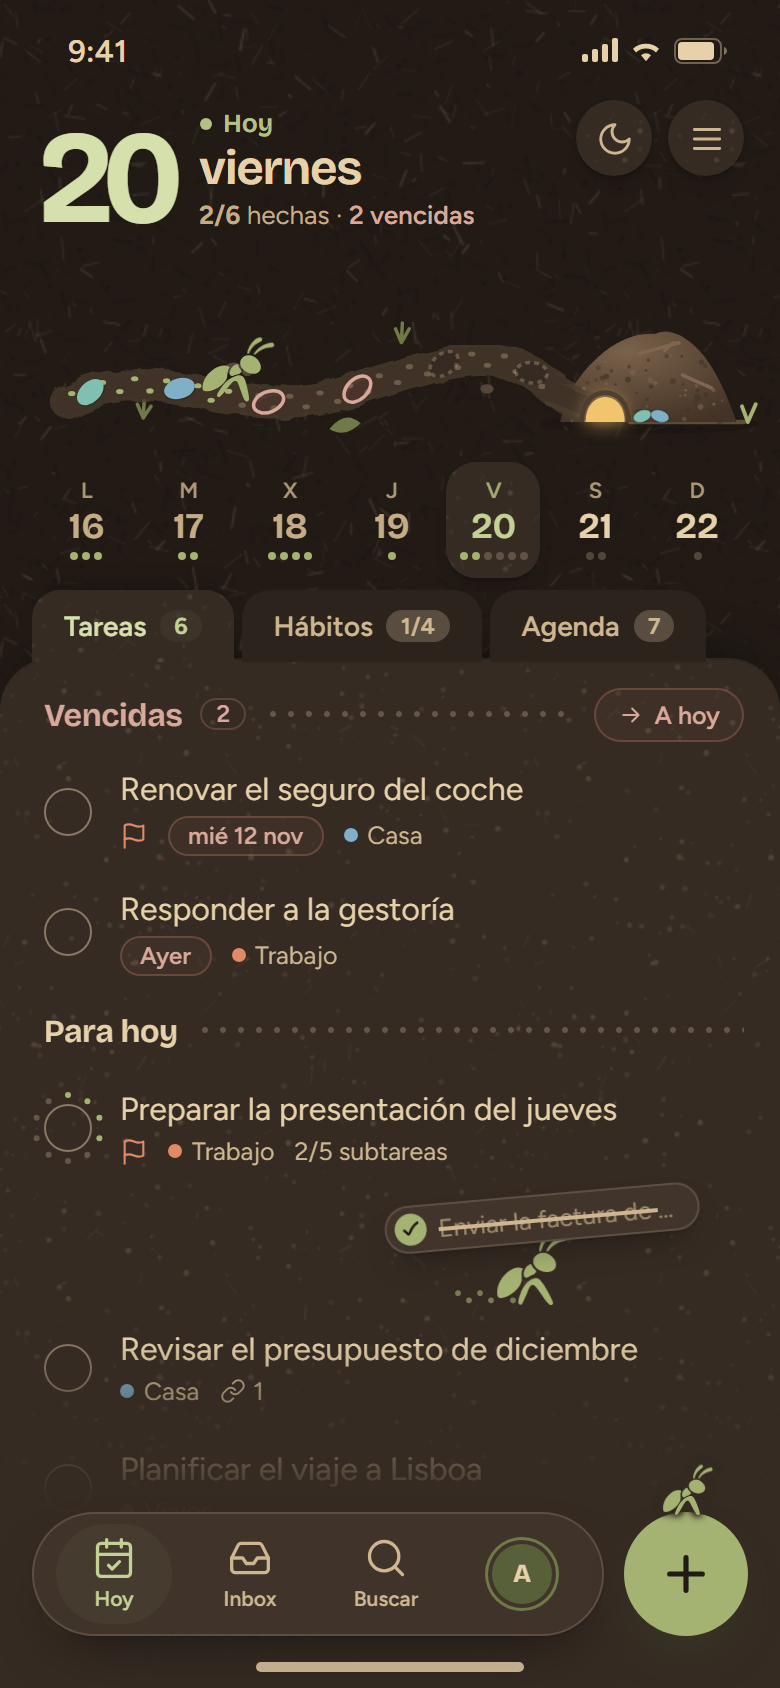 9:41
20
Hoy
viernes
2/6 hechas · 2 vencidas
L M X J V S D
16 17 18 19 20 21 22
Tareas 6 Hábitos 1/4 Agenda 7
Vencidas 2 → A hoy
Renovar el seguro del coche
mié 12 nov Casa
Responder a la gestoría
Ayer Trabajo
Para hoy
Preparar la presentación del jueves
Trabajo 2/5 subtareas
Enviar la factura de ...
Revisar el presupuesto de diciembre
Casa 1
Planificar el viaje a Lisboa
Hoy Inbox Buscar A